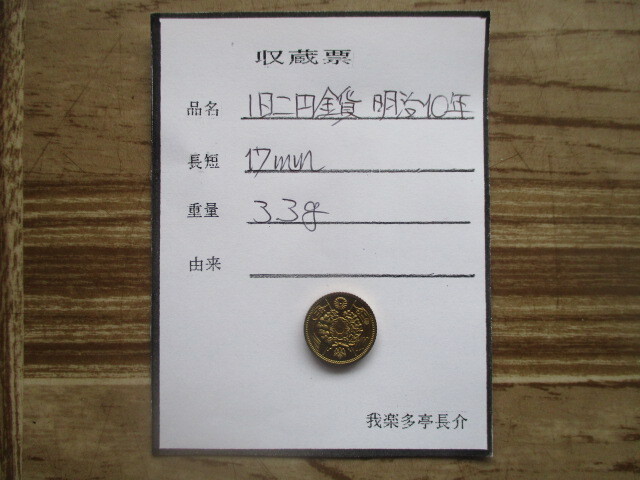 収蔵票
品名 旧二円金貨 明治10年
長短 17mm
重量 3.3g
由来
我楽多亭長介